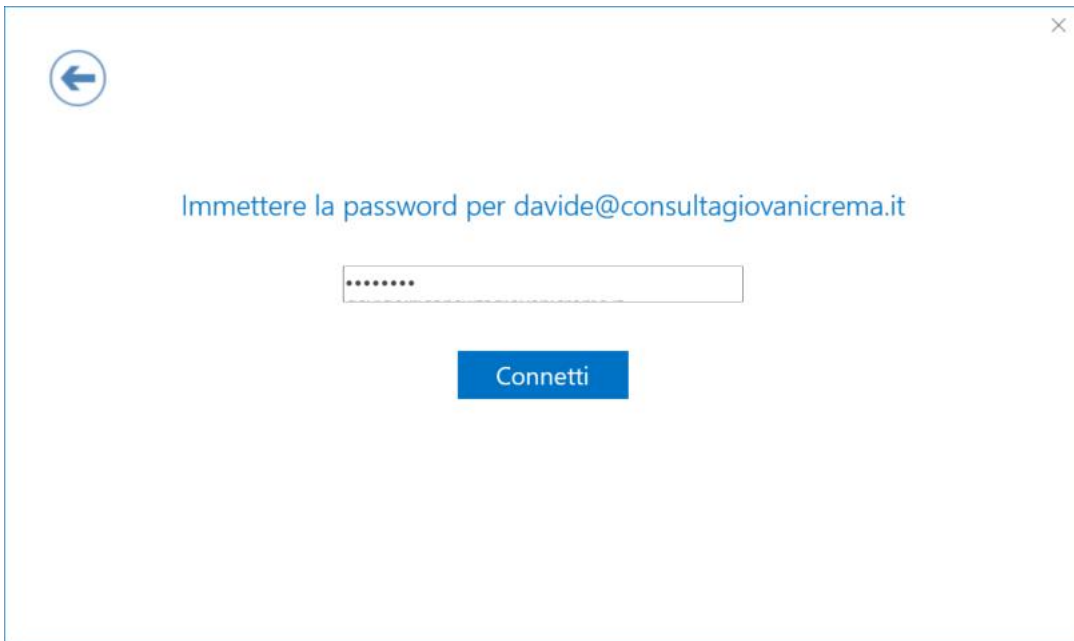 Immettere la password per davide@consultagiovanicrema.it
••••••••
Connetti